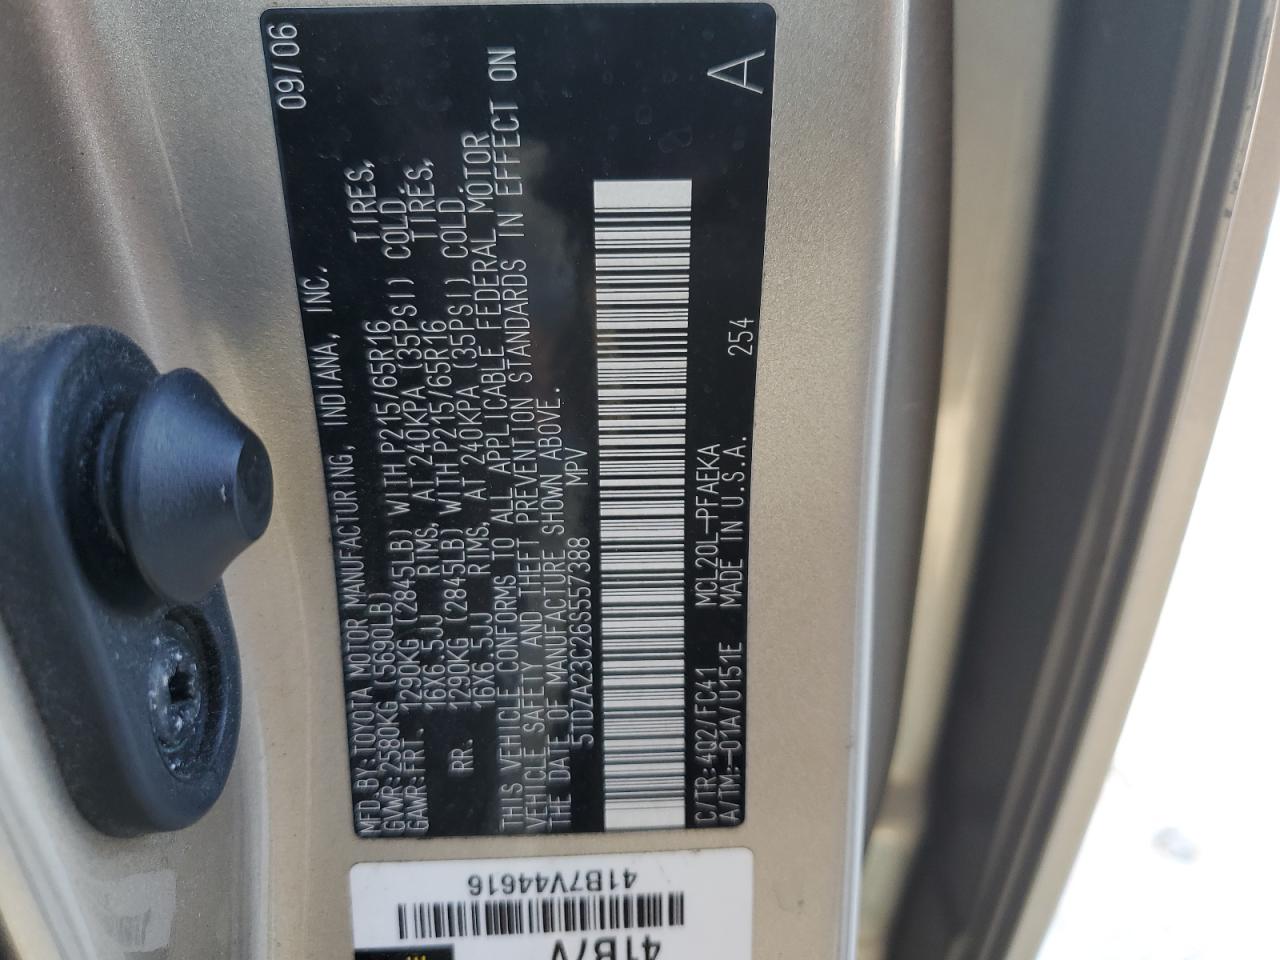 MFD.BY:TOYOTA MOTOR MANUFACTURING, INDIANA, INC. 09/06
GVWR:2580KG (5690LB)
GAWR:FRT. 1290KG (2845LB) WITH P215/65R16 TIRES,
16X6.5JJ RIMS, AT 240KPA (35PSI) COLD.
RR. 1290KG (2845LB) WITH P215/65R16 TIRES,
16X6.5JJ RIMS, AT 240KPA (35PSI) COLD.
THIS VEHICLE CONFORMS TO ALL APPLICABLE FEDERAL MOTOR
VEHICLE SAFETY AND THEFT PREVENTION STANDARDS IN EFFECT ON
THE DATE OF MANUFACTURE SHOWN ABOVE.
5TDZA23C26S557388 MPV
C/TR:4Q2/FC41 MCL20L-PFAEKA
A/TM:-01A/U151E MADE IN U.S.A. 254 A
41B7V44616
41B7V